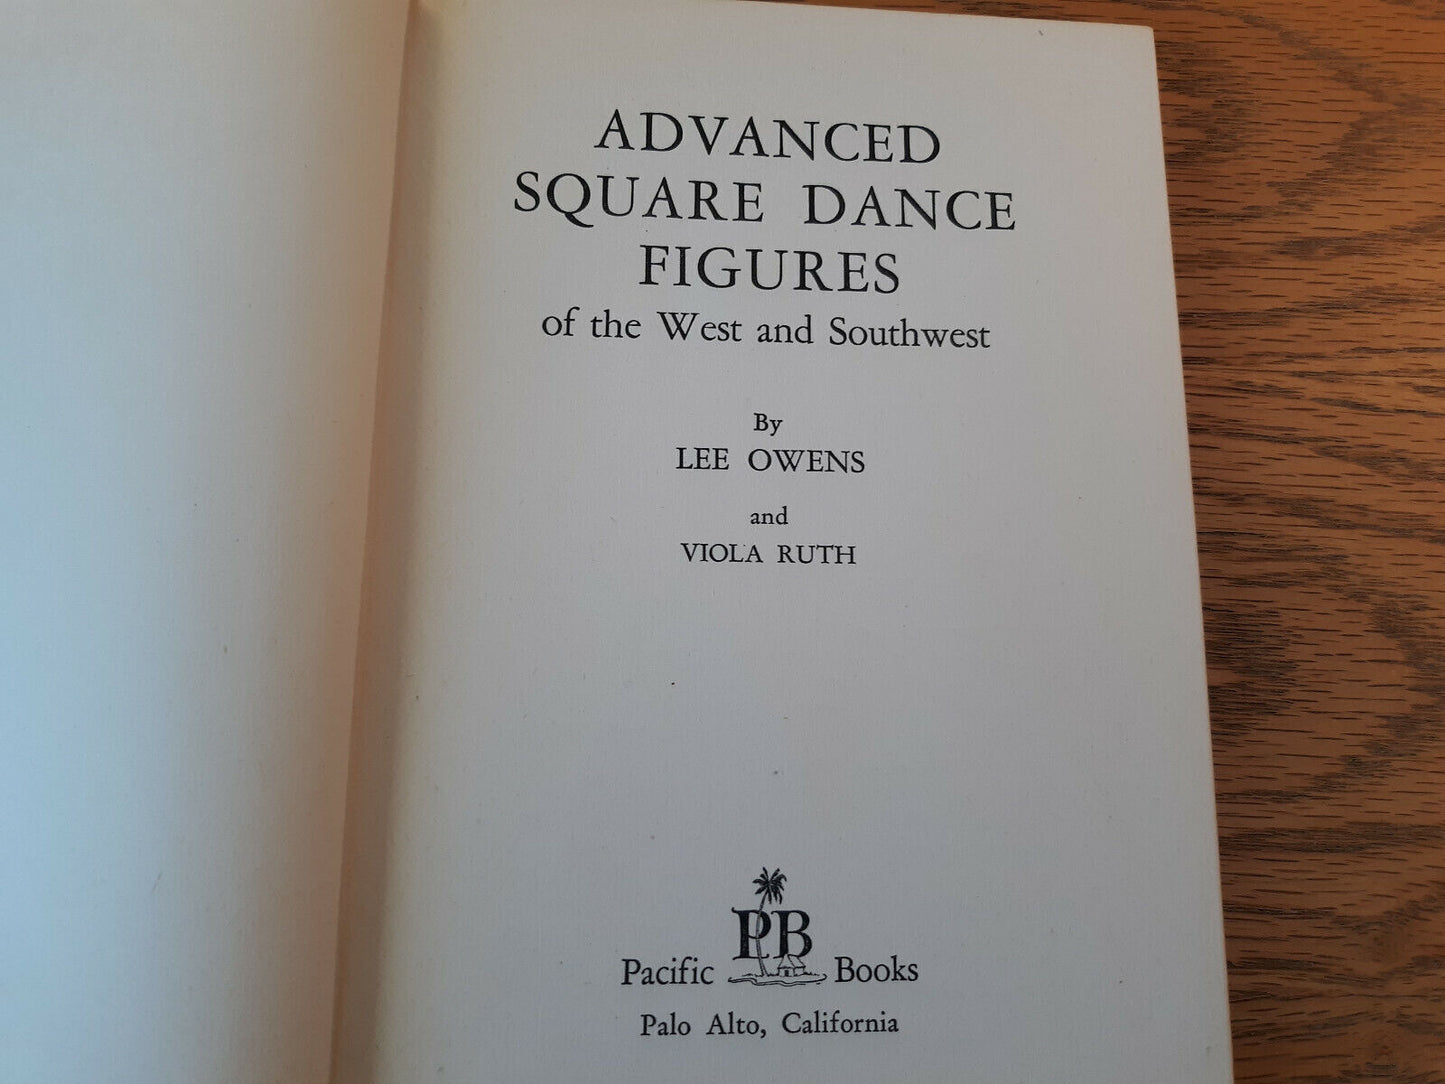 ADVANCED
SQUARE DANCE
FIGURES
of the West and Southwest
By
LEE OWENS
and
VIOLA RUTH
PB
Pacific Books
Palo Alto, California